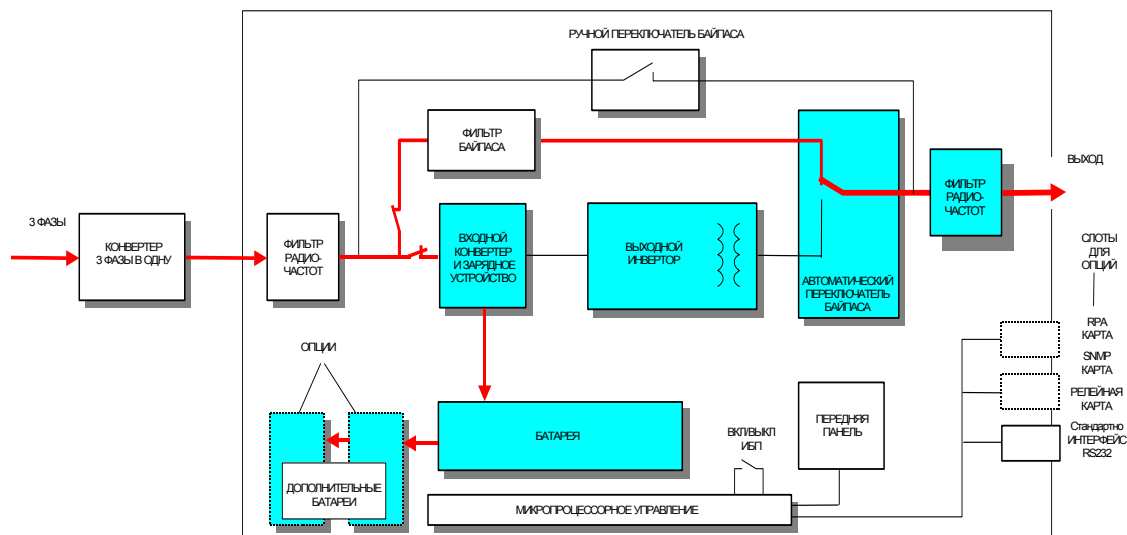 РУЧНОЙ ПЕРЕКЛЮЧАТЕЛЬ БАЙПАСА
ФИЛЬТР
БАЙПАСА
ВЫХОД
3 ФАЗЫ
КОНВЕРТЕР
3 ФАЗЫ В ОДНУ
ФИЛЬТР
РАДИО-
ЧАСТОТ
ВХОДНОЙ
КОНВЕРТЕР
И ЗАРЯДНОЕ
УСТРОЙСТВО
ВЫХОДНОЙ
ИНВЕРТОР
АВТОМАТИЧЕСКИЙ
ПЕРЕКЛЮЧАТЕЛЬ
БАЙПАСА
ФИЛЬТР
РАДИО-
ЧАСТОТ
СЛОТЫ
ДЛЯ
ОПЦИЙ
RPA
КАРТА
SNMP
КАРТА
РЕЛЕЙНАЯ
КАРТА
Стандартно
ИНТЕРФЕЙС
RS232
ОПЦИИ
БАТАРЕЯ
ДОПОЛНИТЕЛЬНЫЕ
БАТАРЕИ
ВКЛ/ВЫКЛ
ИБП
ПЕРЕДНЯЯ
ПАНЕЛЬ
МИКРОПРОЦЕССОРНОЕ УПРАВЛЕНИЕ